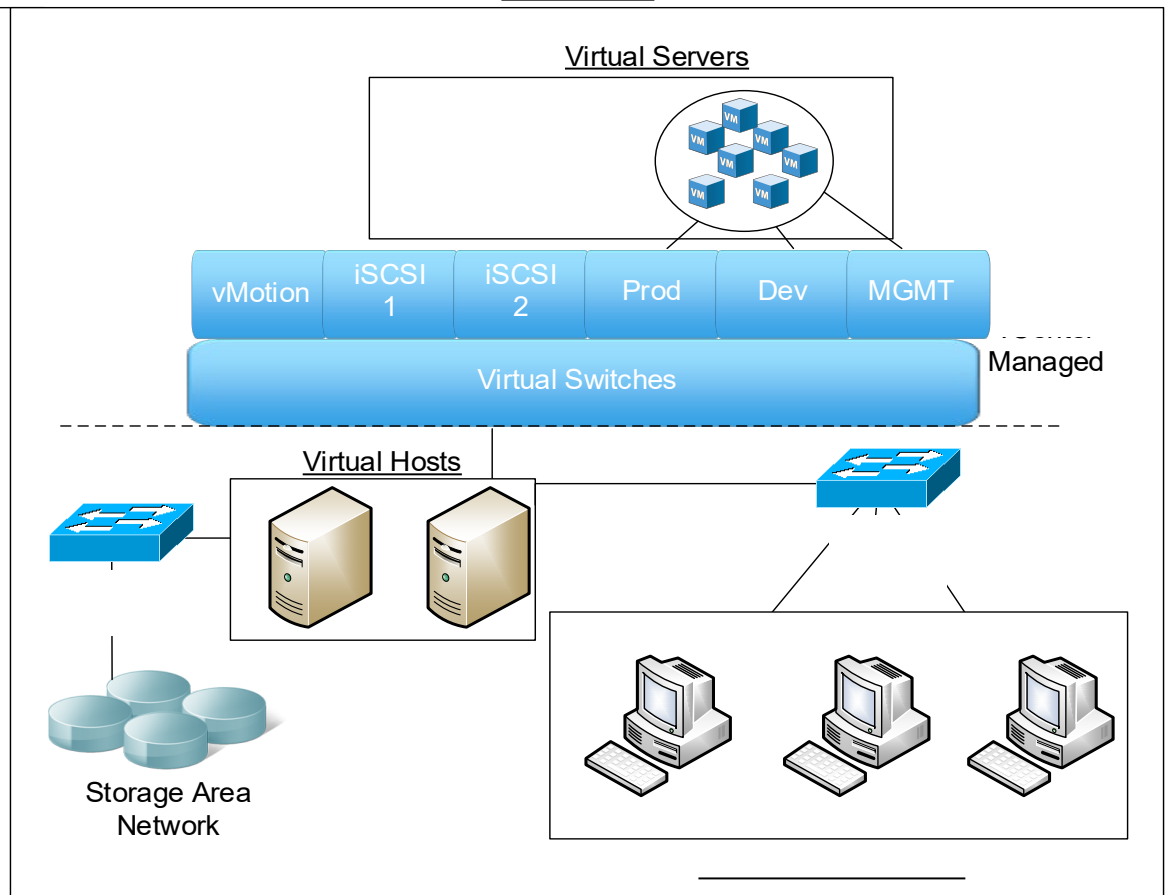 Virtual Servers
VM
VM
VM
VM
VM
VM
VM
vMotion
iSCSI
1
iSCSI
2
Prod
Dev
MGMT
Managed
Virtual Switches
Virtual Hosts
Storage Area
Network